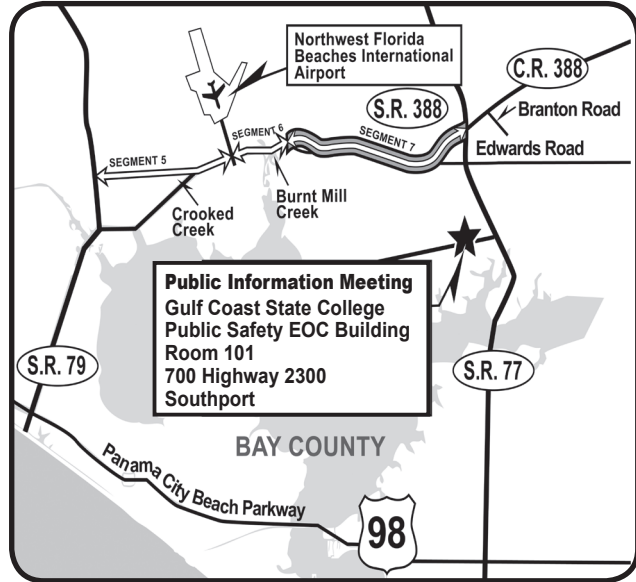 Northwest Florida
Beaches International
Airport
C.R. 388
S.R. 388
Branton Road
SEGMENT 6
SEGMENT 7
Edwards Road
SEGMENT 5
Burnt Mill
Creek
Crooked
Creek
Public Information Meeting
Gulf Coast State College
Public Safety EOC Building
Room 101
700 Highway 2300
Southport
S.R. 79
S.R. 77
BAY COUNTY
Panama City Beach Parkway
98